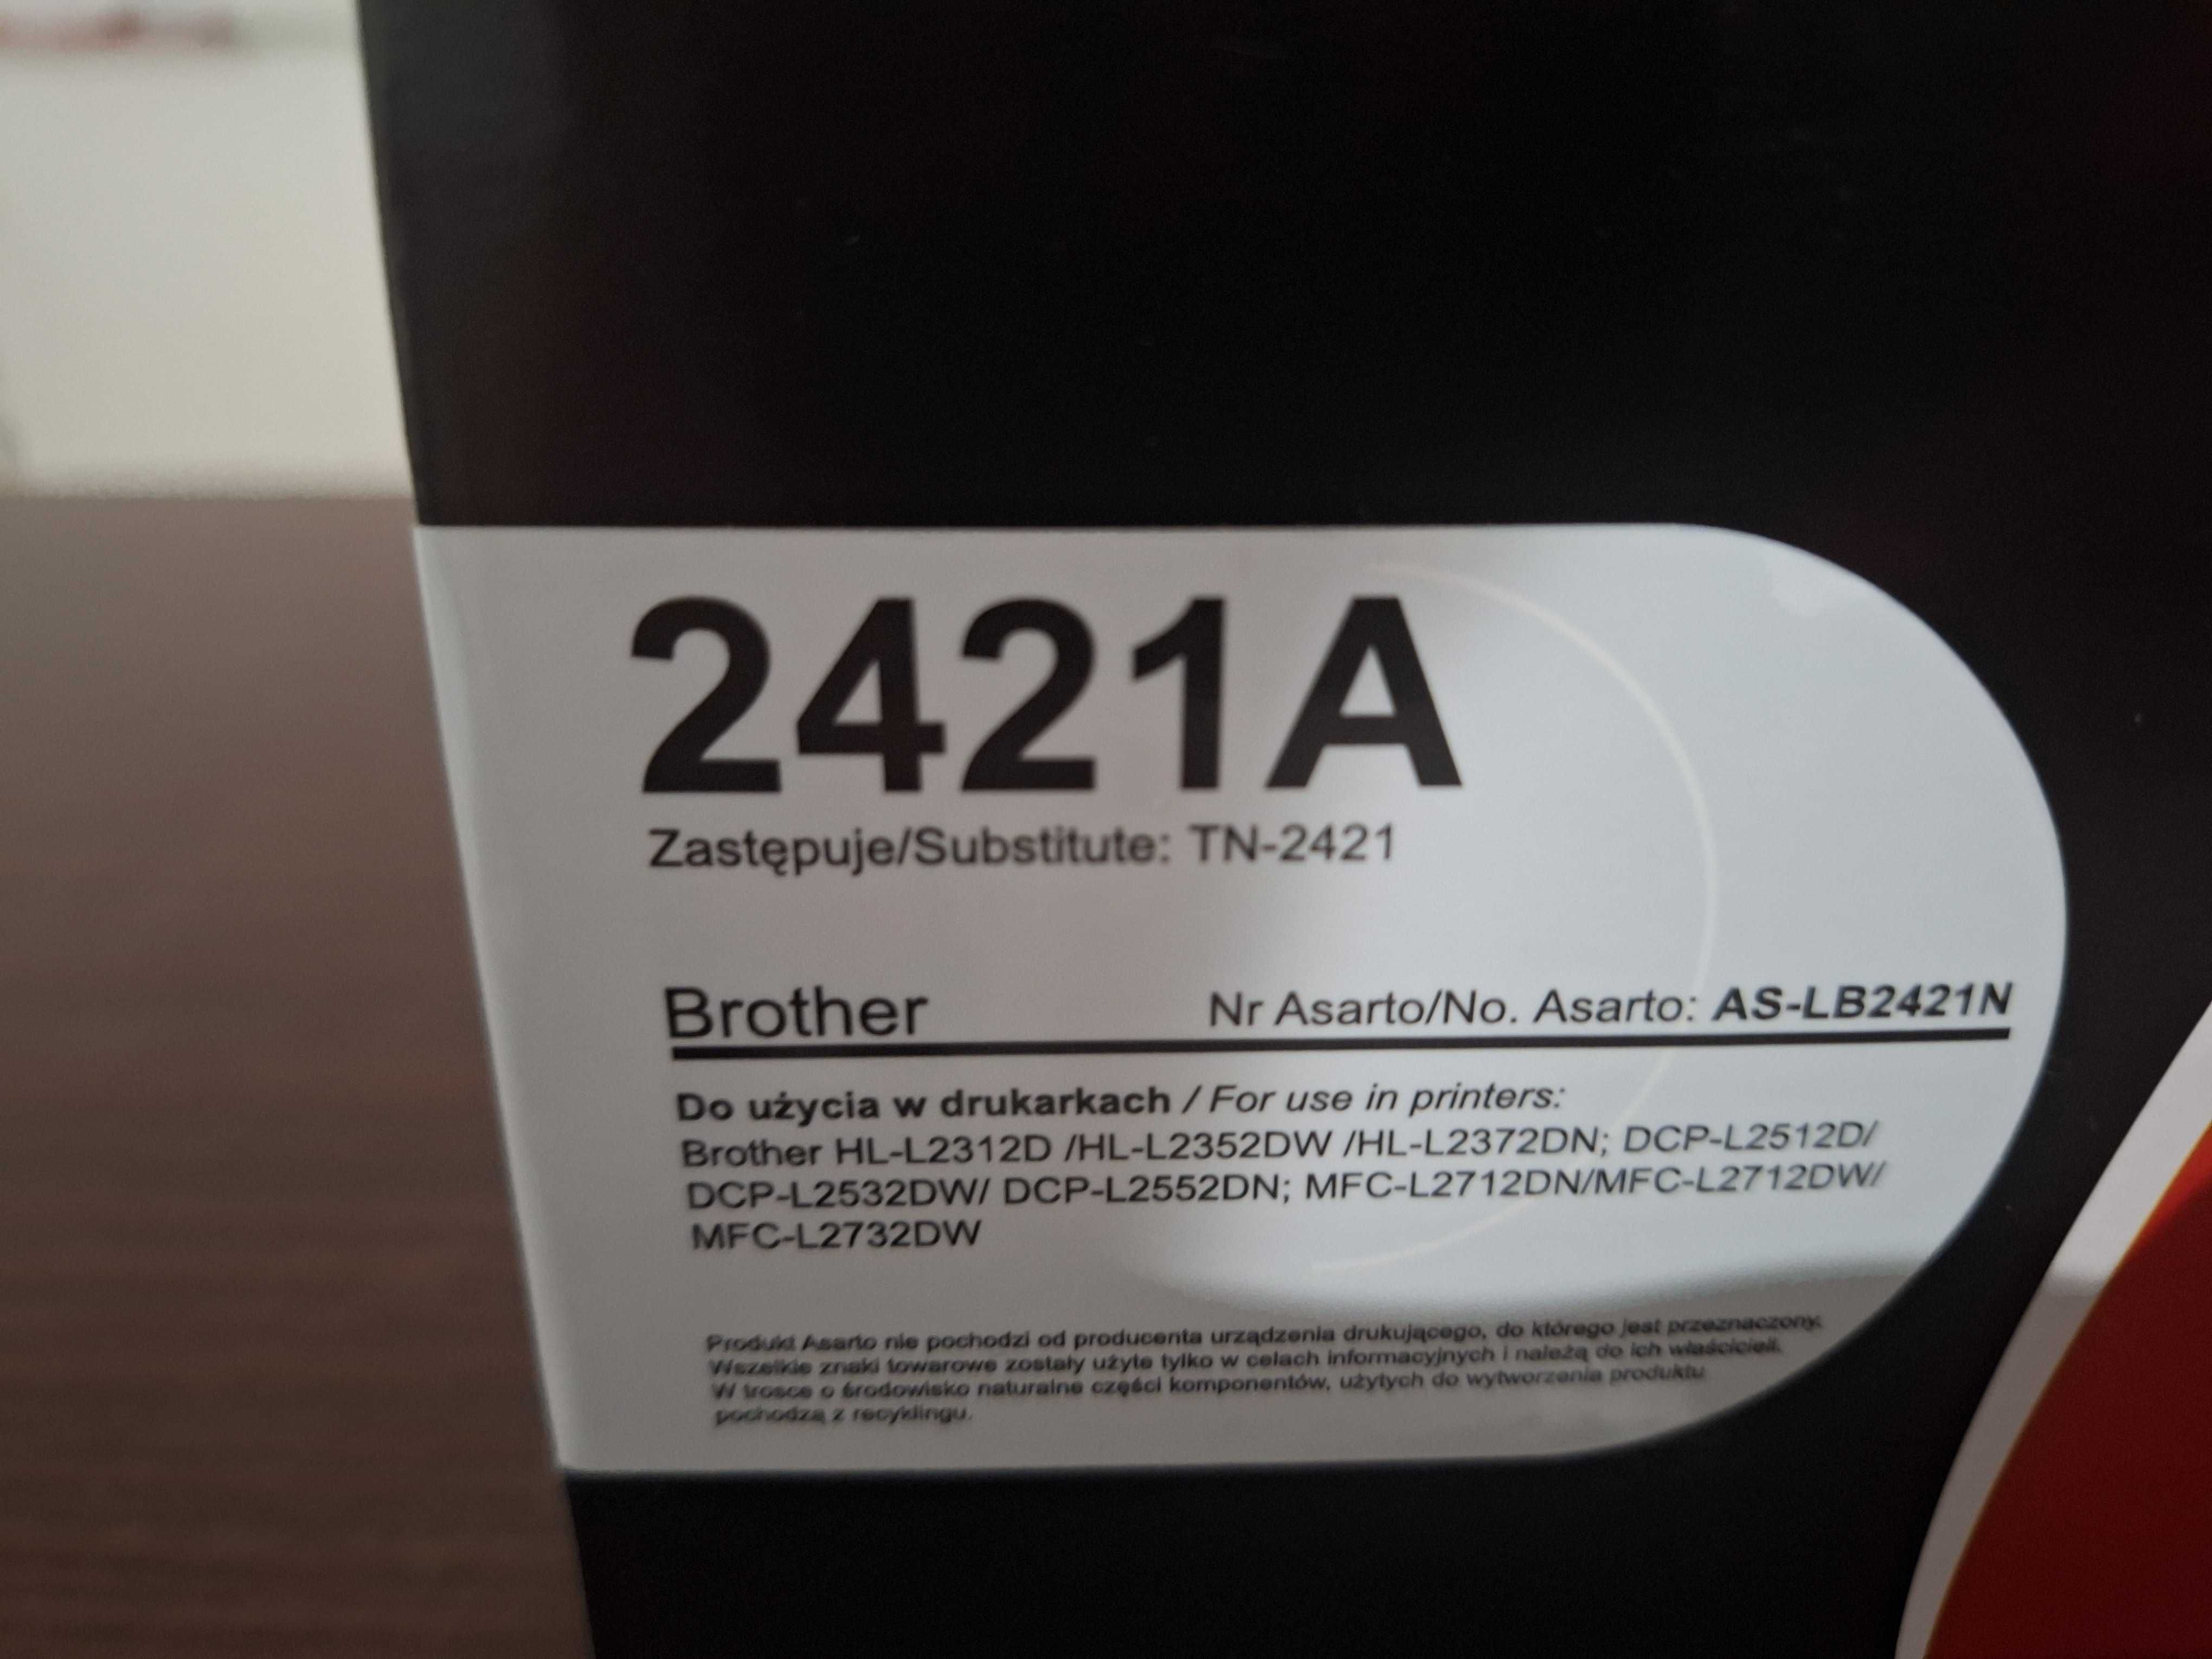 2421A
Zastępuje/Substitute: TN-2421
Brother Nr Asarto/No. Asarto: AS-LB2421N
Do użycia w drukarkach / For use in printers:
Brother HL-L2312D /HL-L2352DW /HL-L2372DN; DCP-L2512D/
DCP-L2532DW/ DCP-L2552DN; MFC-L2712DN/MFC-L2712DW/
MFC-L2732DW
Produkt Asarto nie pochodzi od producenta urządzenia drukującego, do którego jest przeznaczony.
Wszelkie znaki towarowe zostały użyte tylko w celach informacyjnych i należą do ich właścicieli.
W trosce o środowisko naturalne części komponentów, użytych do wytworzenia produktu
pochodzą z recyklingu.